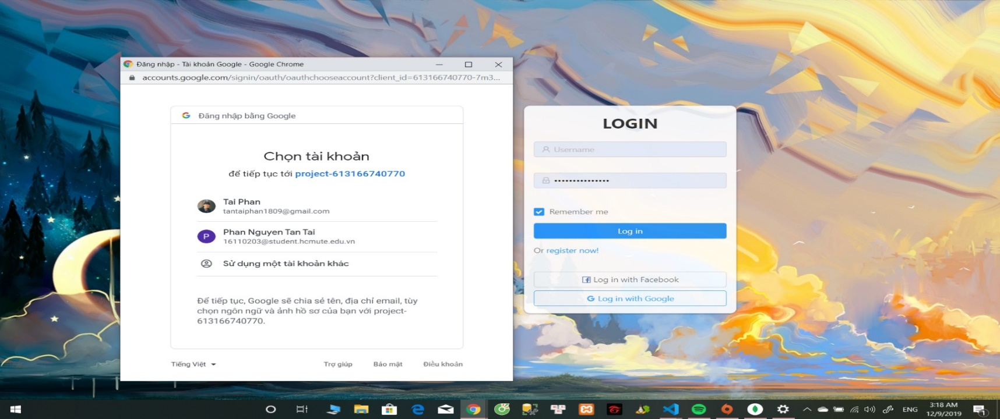 Đăng nhập - Tài khoản Google - Google Chrome
accounts.google.com/signin/oauth/oauthchooseaccount?client_id=613166740770-7m3...
Đăng nhập bằng Google
Chọn tài khoản
để tiếp tục tới project-613166740770
Tai Phan
tantaiphan1809@gmail.com
P
Phan Nguyen Tan Tai
16110203@student.hcmute.edu.vn
Sử dụng một tài khoản khác
Để tiếp tục, Google sẽ chia sẻ tên, địa chỉ email, tùy
chọn ngôn ngữ và ảnh hồ sơ của bạn với project-
613166740770.
Tiếng Việt
Trợ giúp
Bảo mật
Điều khoản
LOGIN
Username
Remember me
Log in
Or register now!
Log in with Facebook
Log in with Google
ENG
3:18 AM
12/9/2019
1